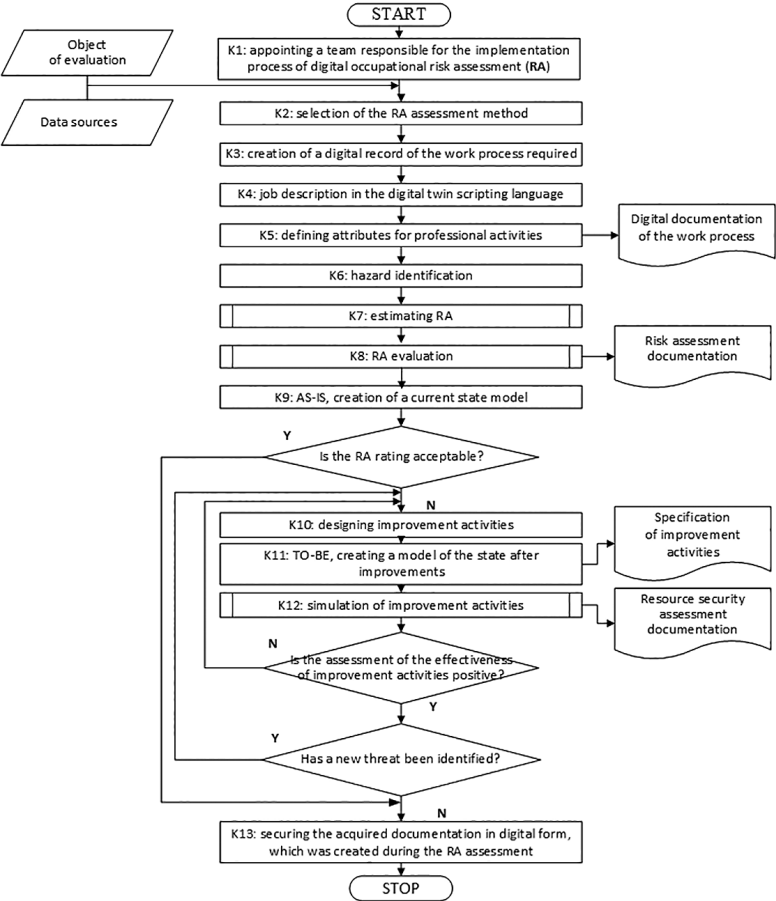 START
Object
of evaluation
K1: appointing a team responsible for the implementation
process of digital occupational risk assessment (RA)
Data sources
K2: selection of the RA assessment method
K3: creation of a digital record of the work process required
K4: job description in the digital twin scripting language
K5: defining attributes for professional activities
Digital documentation
of the work process
K6: hazard identification
K7: estimating RA
K8: RA evaluation
Risk assessment
documentation
K9: AS-IS, creation of a current state model
Y
Is the RA rating acceptable?
N
K10: designing improvement activities
Specification
of improvement
activities
K11: TO-BE, creating a model of the state after
improvements
K12: simulation of improvement activities
Resource security
assessment
documentation
N
Is the assessment of the effectiveness
of improvement activities positive?
Y
Y
Has a new threat been identified?
N
K13: securing the acquired documentation in digital form,
which was created during the RA assessment
STOP